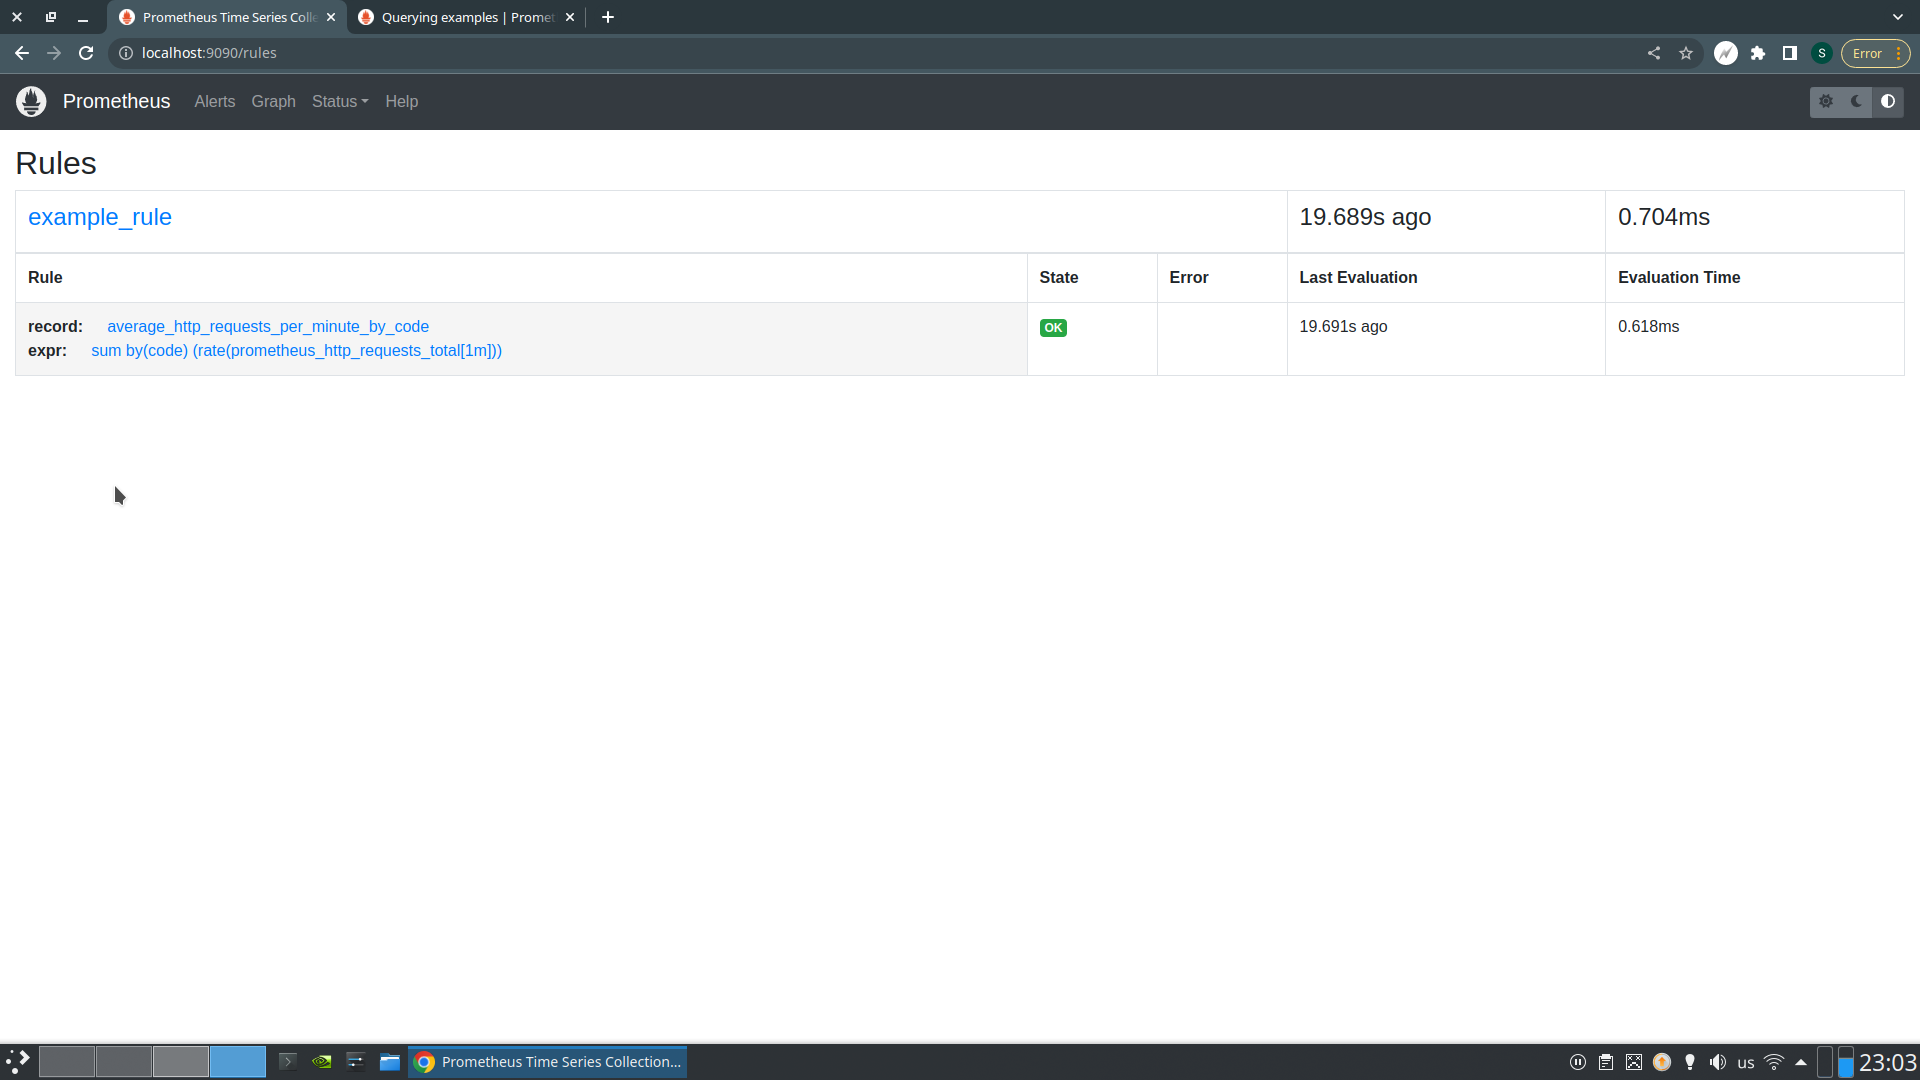 Prometheus Time Series Colle
Querying examples | Promet
localhost:9090/rules
S
Error
Prometheus
Alerts
Graph
Status
Help
Rules
example_rule
19.689s ago
0.704ms
Rule
State
Error
Last Evaluation
Evaluation Time
record: average_http_requests_per_minute_by_code
OK
19.691s ago
0.618ms
expr: sum by(code) (rate(prometheus_http_requests_total[1m]))
Prometheus Time Series Collection...
us
23:03